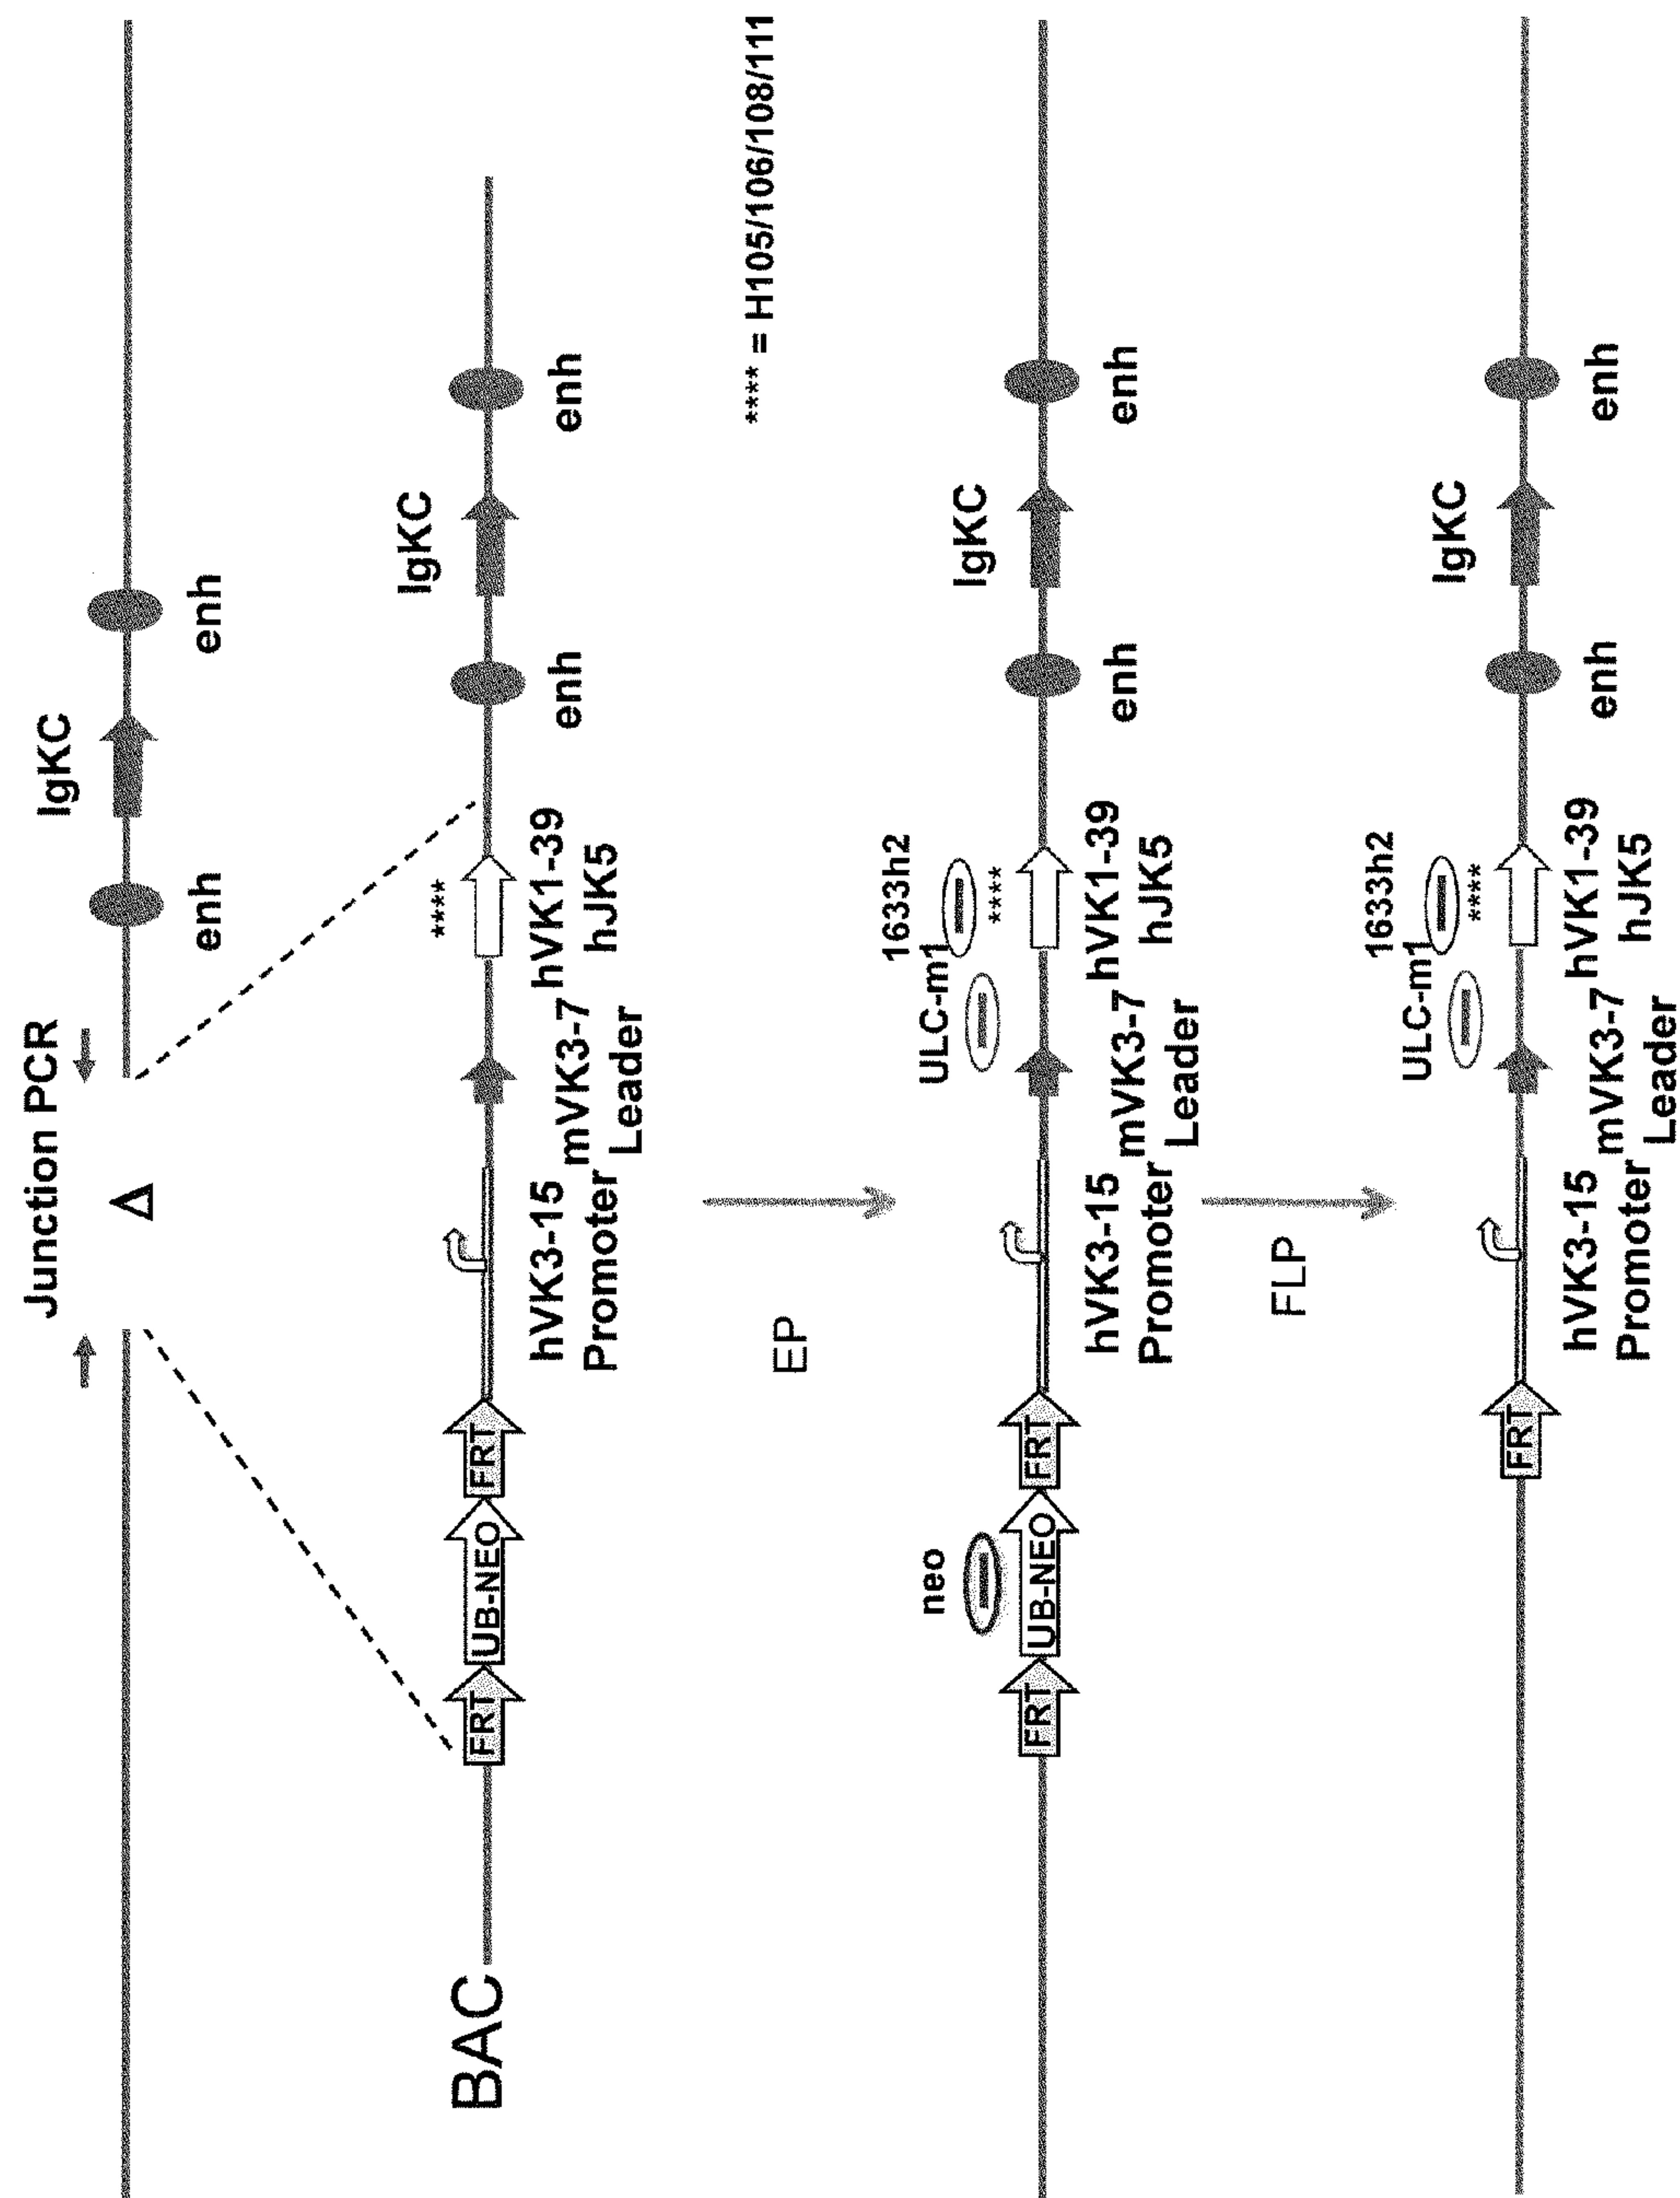 Junction PCR
Δ
IgKC
enh
enh
BAC
FRT
UB-NEO
FRT
****
IgKC
hVK3-15
Promoter
mVK3-7
Leader
hVK1-39
hJK5
enh
enh
EP
**** = H105/106/108/111
neo
ULC-m1
1633h2
FRT
UB-NEO
FRT
****
IgKC
hVK3-15
Promoter
mVK3-7
Leader
hVK1-39
hJK5
enh
enh
FLP
ULC-m1
1633h2
FRT
****
IgKC
hVK3-15
Promoter
mVK3-7
Leader
hVK1-39
hJK5
enh
enh